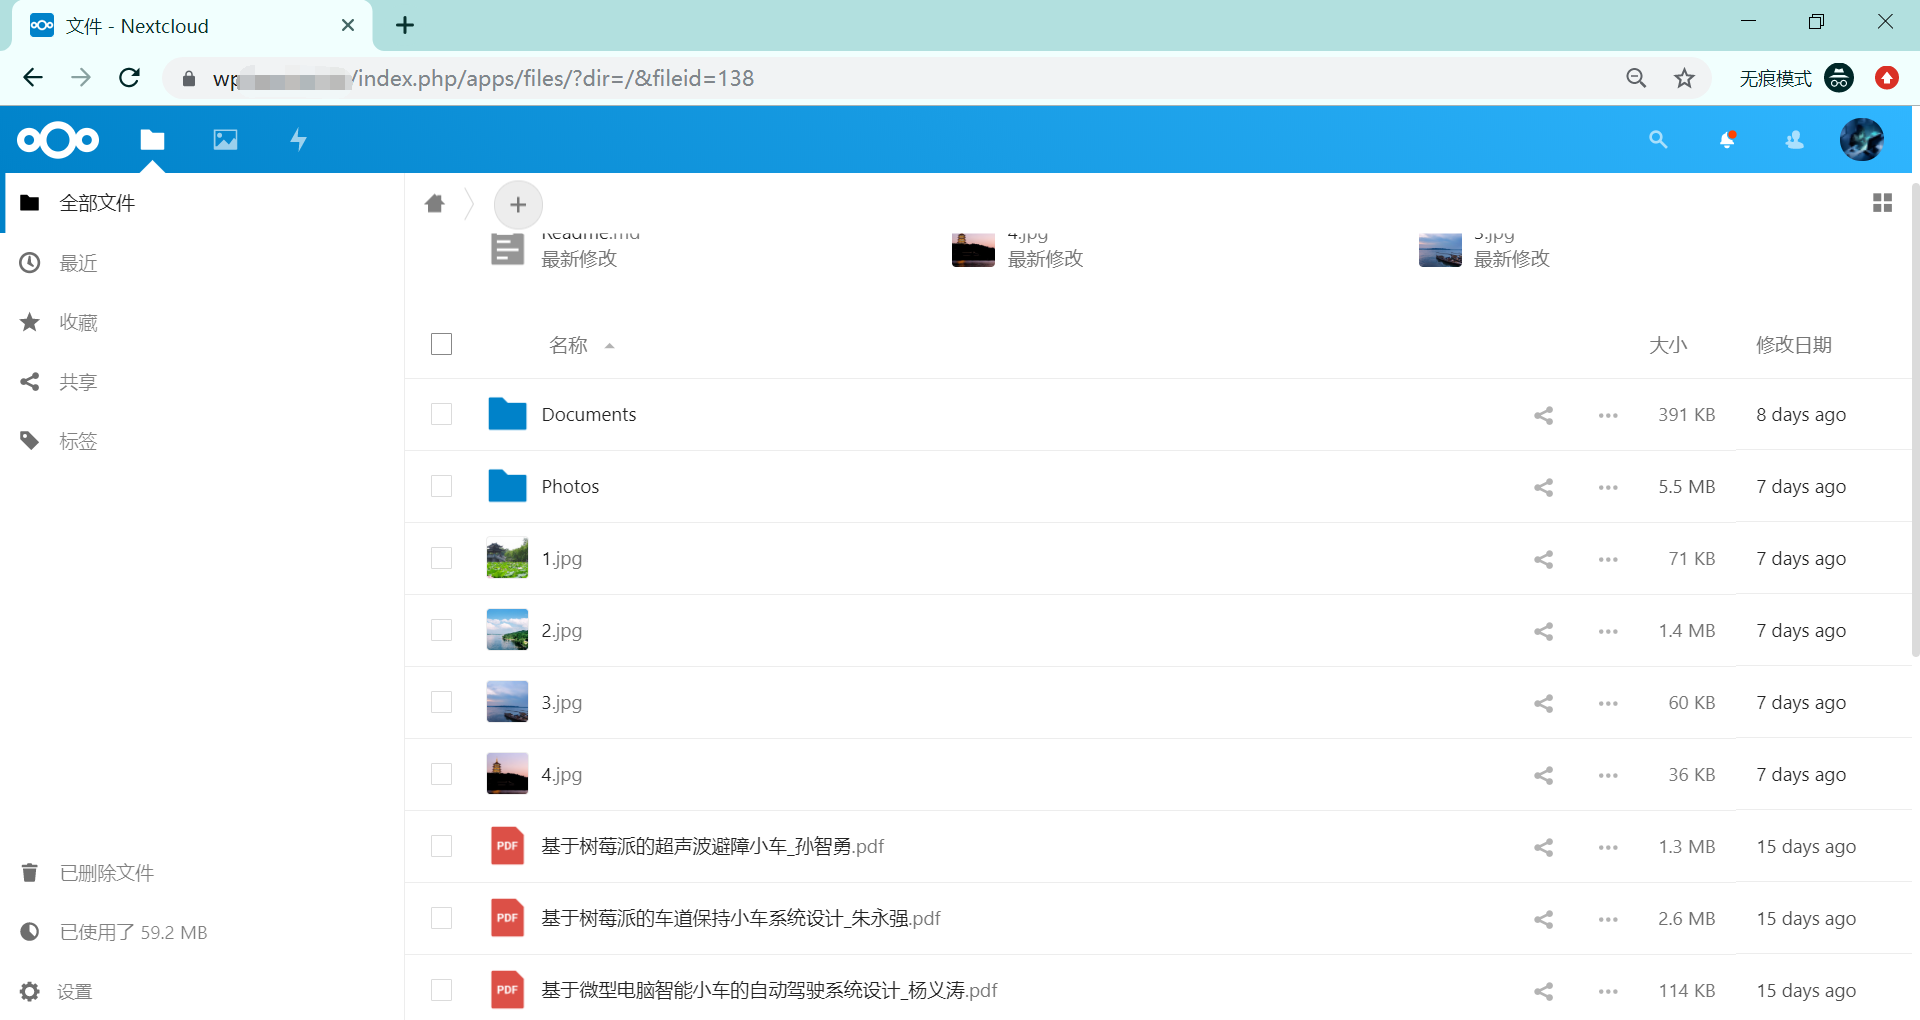 文件 - Nextcloud
wp/index.php/apps/files/?dir=/&fileid=138
无痕模式
全部文件
最近
收藏
共享
标签
已删除文件
已使用了 59.2 MB
设置
Readme.md
最新修改
4.jpg
最新修改
3.jpg
最新修改
名称 大小 修改日期
Documents 391 KB 8 days ago
Photos 5.5 MB 7 days ago
1.jpg 71 KB 7 days ago
2.jpg 1.4 MB 7 days ago
3.jpg 60 KB 7 days ago
4.jpg 36 KB 7 days ago
PDF 基于树莓派的超声波避障小车_孙智勇.pdf 1.3 MB 15 days ago
PDF 基于树莓派的车道保持小车系统设计_朱永强.pdf 2.6 MB 15 days ago
PDF 基于微型电脑智能小车的自动驾驶系统设计_杨义涛.pdf 114 KB 15 days ago